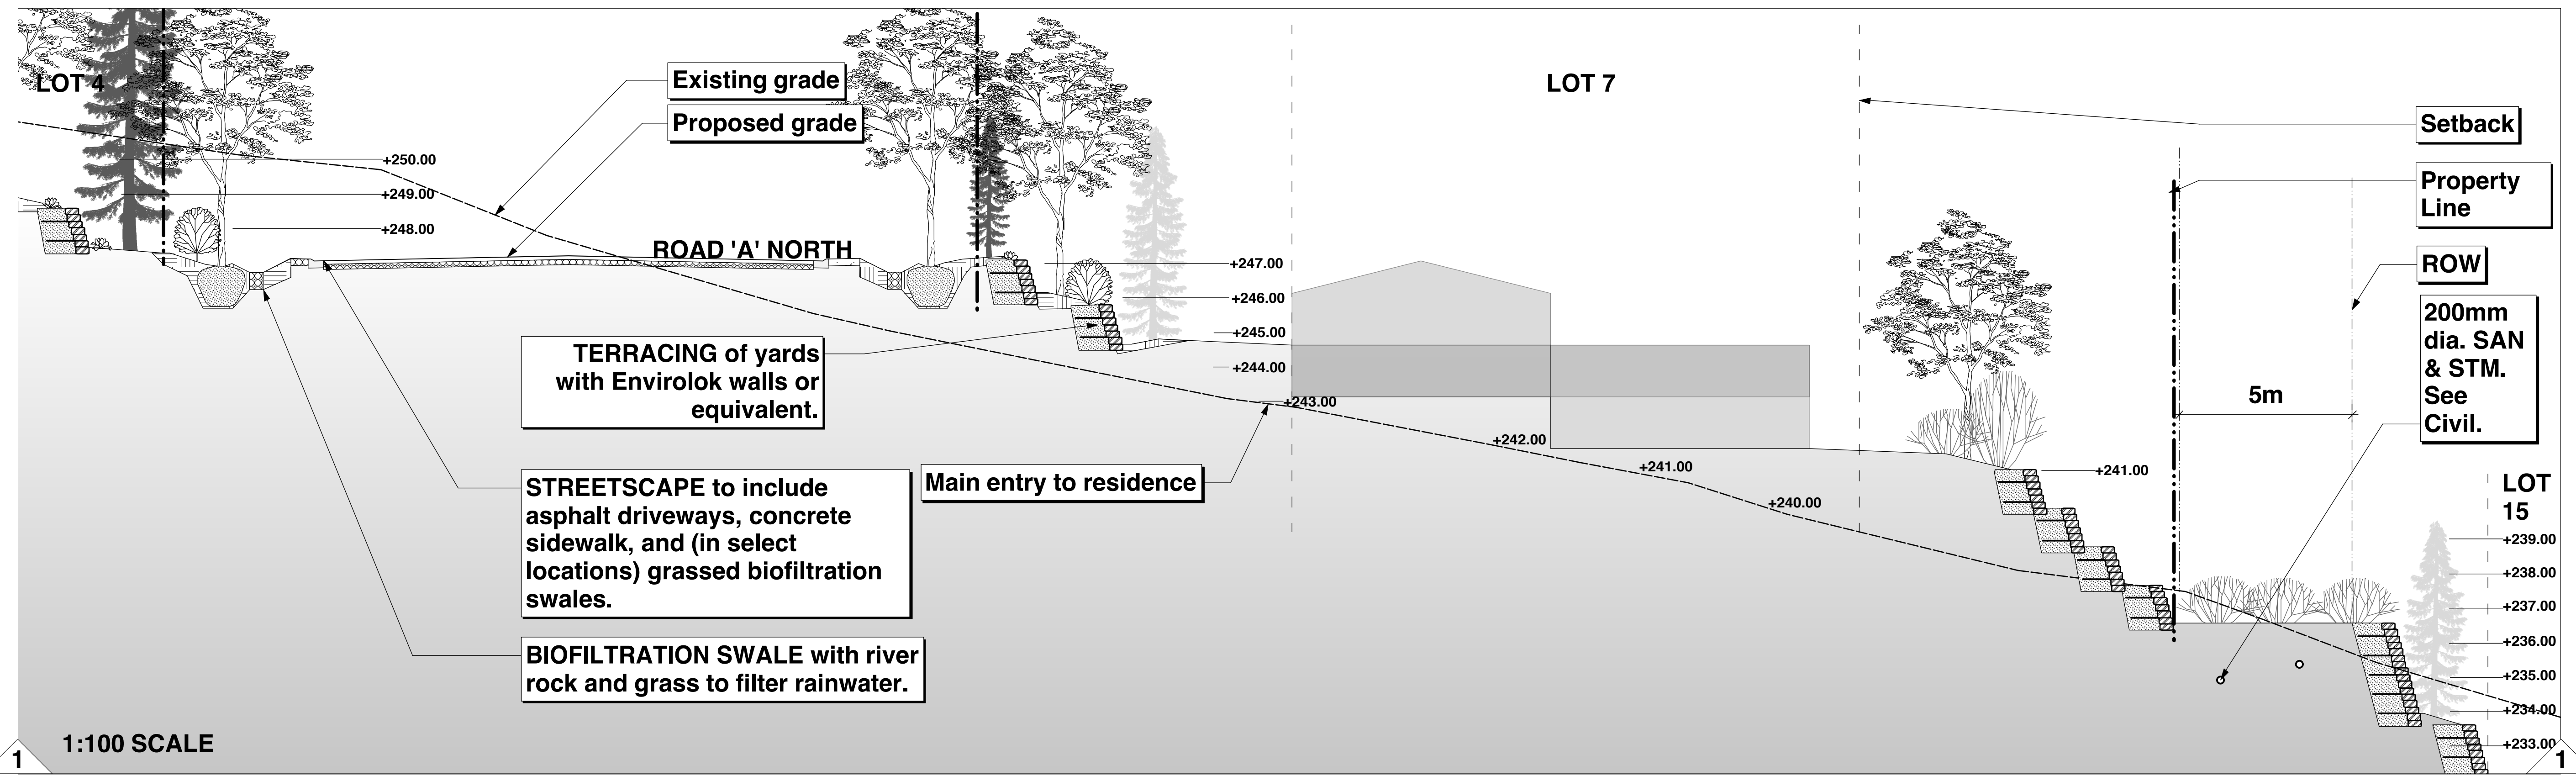 LOT 4
Existing grade
Proposed grade
+250.00
+249.00
+248.00
ROAD 'A' NORTH
+247.00
+246.00
+245.00
+244.00
+243.00
TERRACING of yards
with Envirolok walls or
equivalent.
STREETSCAPE to include
asphalt driveways, concrete
sidewalk, and (in select
locations) grassed biofiltration
swales.
BIOFILTRATION SWALE with river
rock and grass to filter rainwater.
Main entry to residence
LOT 7
+242.00
+241.00
+240.00
+241.00
Setback
Property
Line
ROW
200mm
dia. SAN
& STM.
See
Civil.
5m
LOT
15
+239.00
+238.00
+237.00
+236.00
+235.00
+234.00
+233.00
1:100 SCALE
1
1